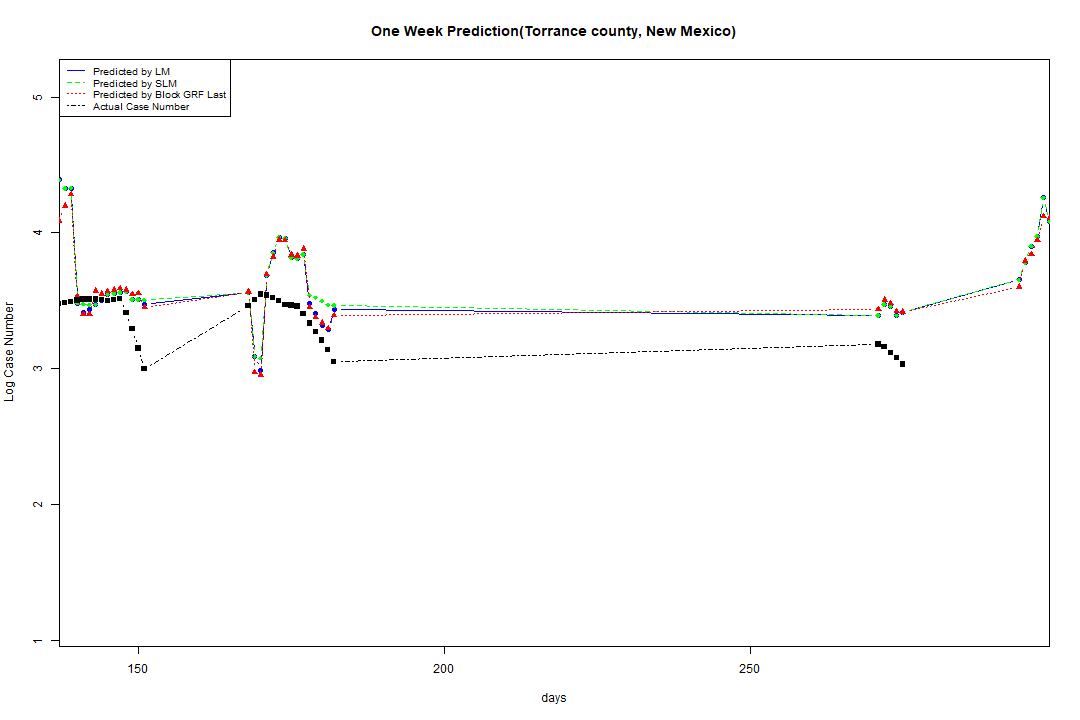 One Week Prediction(Torrance county, New Mexico)
Predicted by LM
Predicted by SLM
Predicted by Block GRF Last
Actual Case Number
5
4
3
2
1
Log Case Number
150
200
250
days